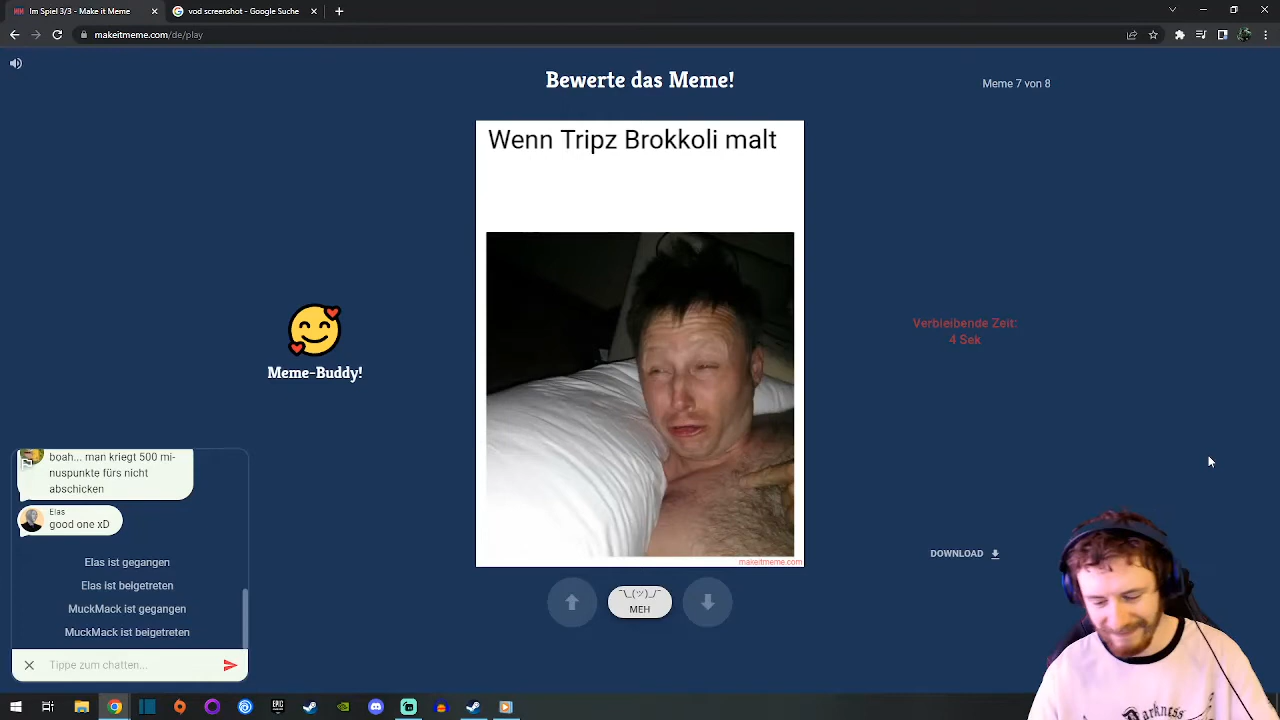 Im Spiel 3/3 - Make it Meme
vod screenshot - Google Suche
makeitmeme.com/de/play
Bewerte das Meme!
Meme 7 von 8
Wenn Tripz Brokkoli malt
Verbleibende Zeit:
4 Sek
Meme-Buddy!
boah... man kriegt 500 mi-
nuspunkte fürs nicht
abschicken
Elas
good one xD
Elas ist gegangen
Elas ist beigetreten
MuckMack ist gegangen
MuckMack ist beigetreten
Tippe zum chatten...
DOWNLOAD
makeitmeme.com
¯\_(ツ)_/¯
MEH
EPIC
Darkness